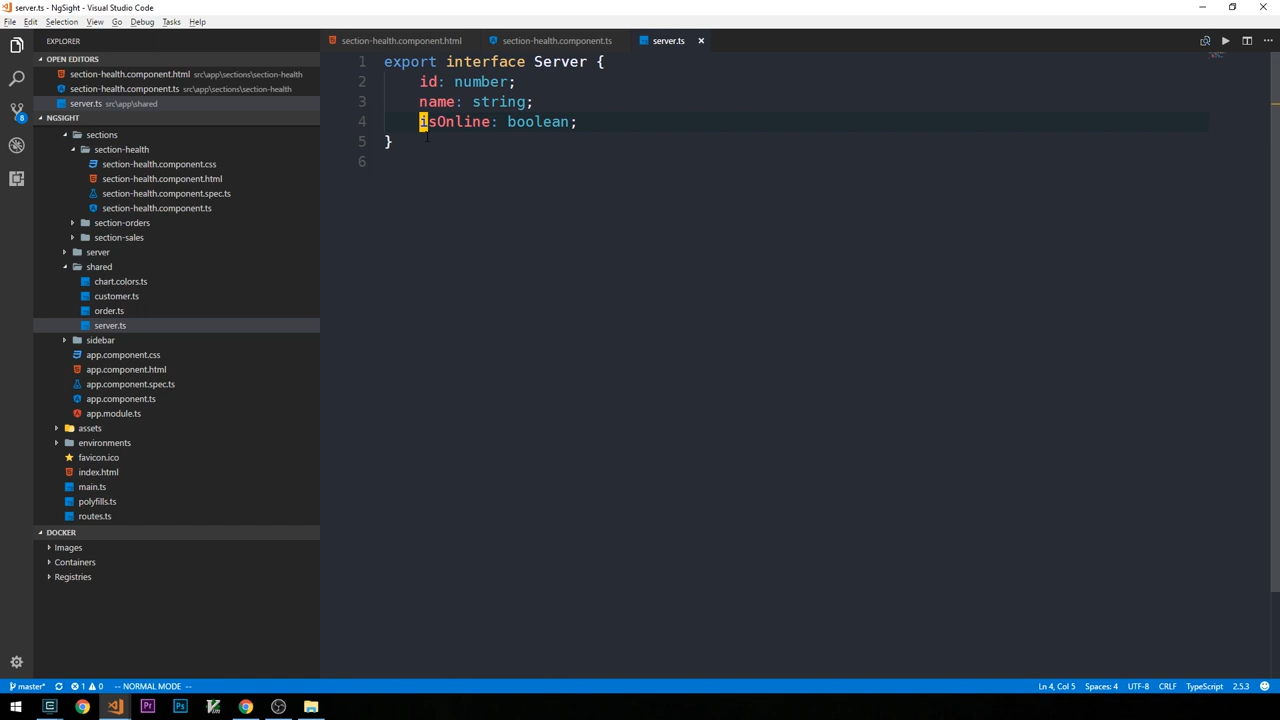 server.ts - NgSight - Visual Studio Code
File Edit Selection View Go Debug Tasks Help
EXPLORER
OPEN EDITORS
section-health.component.html src\app\sections\section-health
section-health.component.ts src\app\sections\section-health
server.ts src\app\shared
NGSIGHT
sections
section-health
section-health.component.css
section-health.component.html
section-health.component.spec.ts
section-health.component.ts
section-orders
section-sales
server
shared
chart.colors.ts
customer.ts
order.ts
server.ts
sidebar
app.component.css
app.component.html
app.component.spec.ts
app.component.ts
app.module.ts
assets
environments
favicon.ico
index.html
main.ts
polyfills.ts
routes.ts
DOCKER
Images
Containers
Registries
8
section-health.component.html section-health.component.ts server.ts
1 export interface Server {
2 id: number;
3 name: string;
4 isOnline: boolean;
5 }
6
master* 1 0 -- NORMAL MODE -- Ln 4, Col 5 Spaces: 4 UTF-8 CRLF TypeScript 2.5.3
Pr Ps